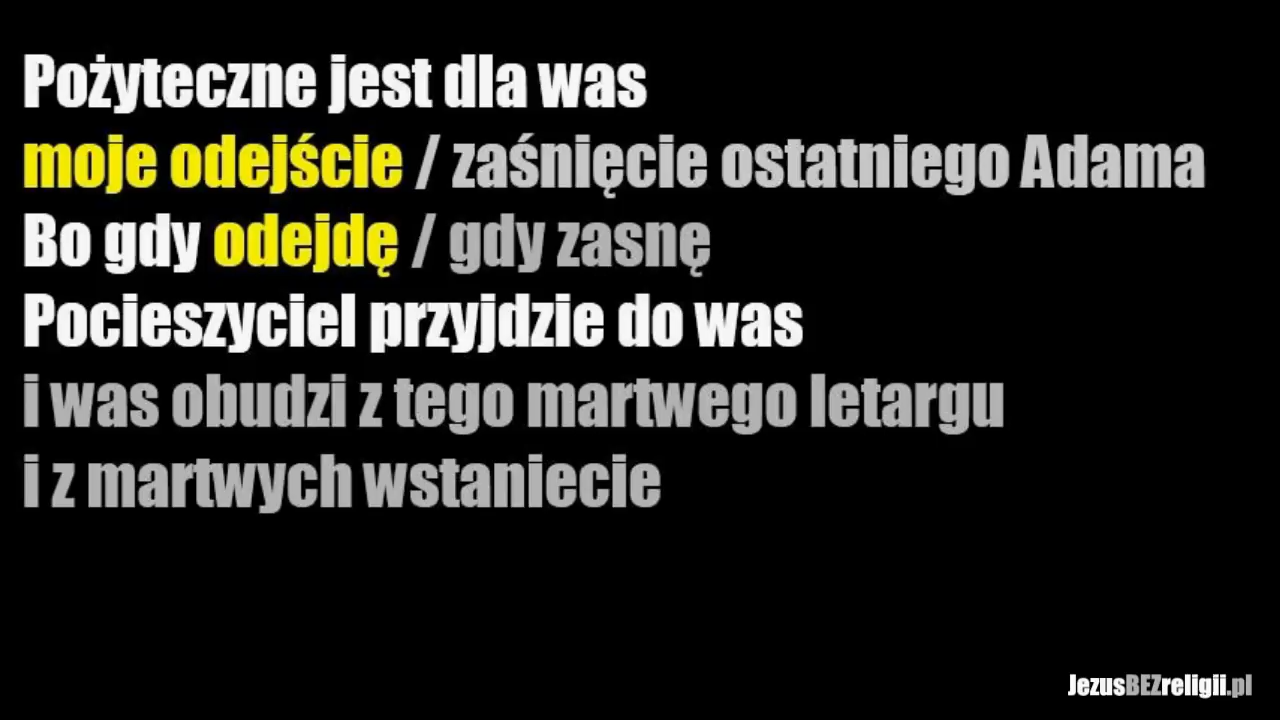 Pożyteczne jest dla was
moje odejście / zaśnięcie ostatniego Adama
Bo gdy odejdę / gdy zasnę
Pocieszyciel przyjdzie do was
i was obudzi z tego martwego letargu
i z martwych wstaniecie
JezusBEZreligii.pl